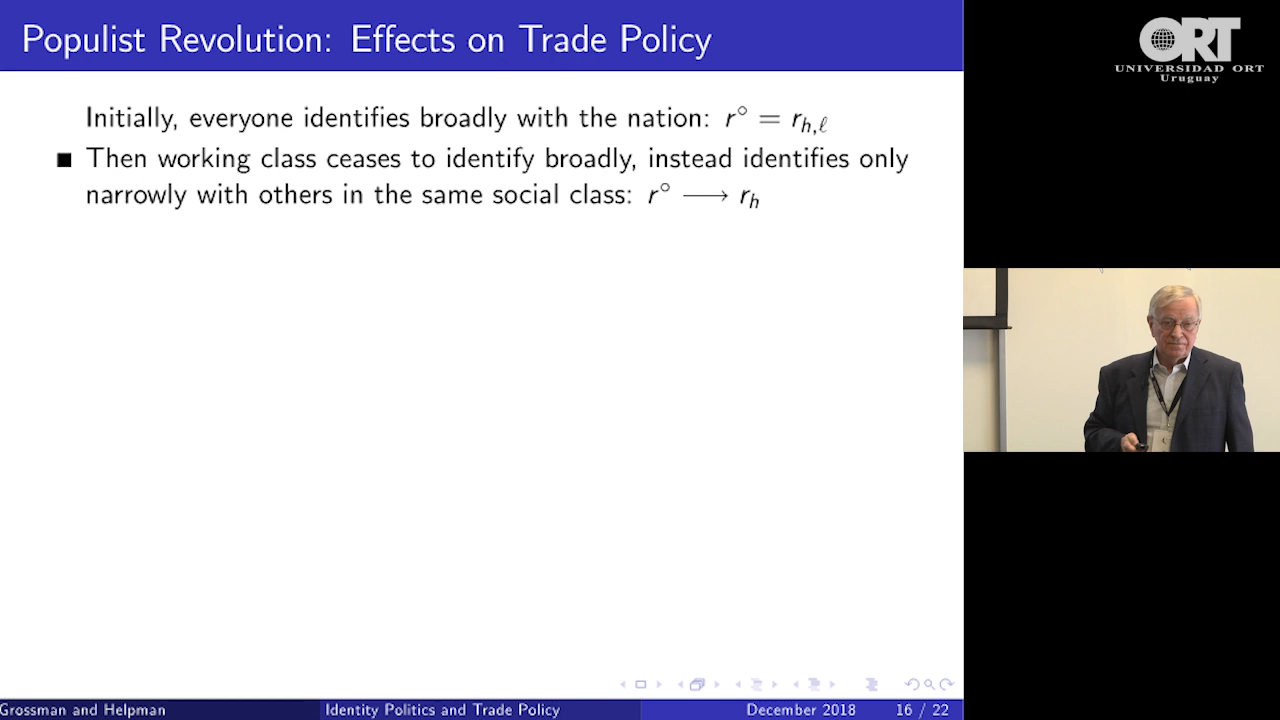 Populist Revolution: Effects on Trade Policy
Initially, everyone identifies broadly with the nation: r° = r_{h,ℓ}
■ Then working class ceases to identify broadly, instead identifies only
narrowly with others in the same social class: r° ⟶ r_h
Grossman and Helpman
Identity Politics and Trade Policy
December 2018
16 / 22
ORT
UNIVERSIDAD ORT
Uruguay